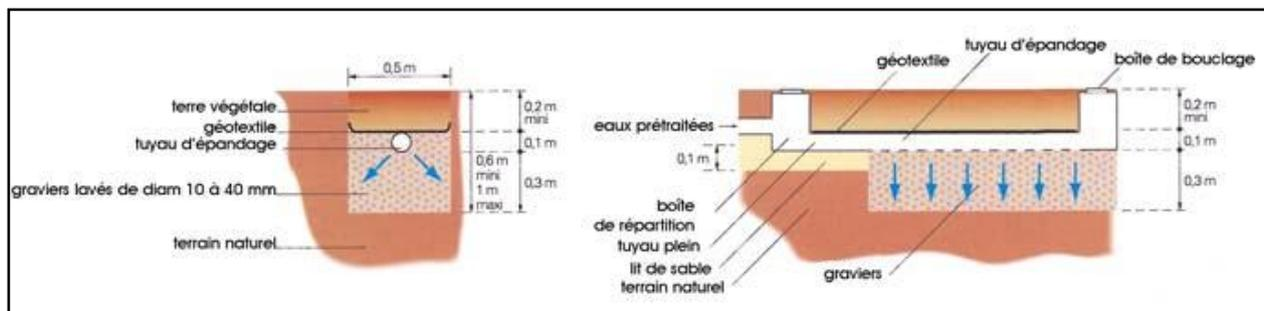 0,5 m
terre végétale
géotextile
tuyau d'épandage
graviers lavés de diam 10 à 40 mm
terrain naturel
0,2 m
mini
0,1 m
0,6 m
mini
1 m
maxi
0,3 m
tuyau d'épandage
géotextile
boîte de bouclage
eaux prétraitées
0,1 m
0,2 m
mini
0,1 m
0,3 m
boîte
de répartition
tuyau plein
lit de sable
terrain naturel
graviers